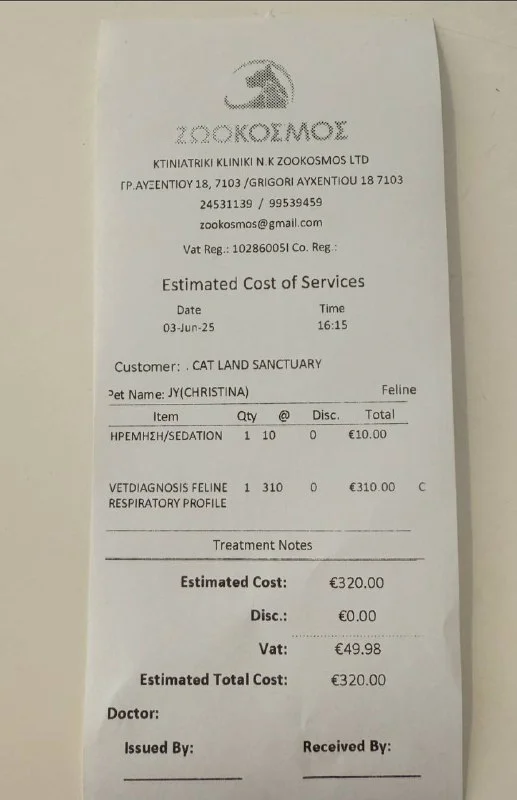 ΖΩΟΚΟΣΜΟΣ
KTINIATRIKI KLINIKI N.K ZOOKOSMOS LTD
ΓΡ.ΑΥΞΕΝΤΙΟΥ 18, 7103 /GRIGORI AYXENTIOU 18 7103
24531139 / 99539459
zookosmos@gmail.com
Vat Reg.: 10286005I Co. Reg.:
Estimated Cost of Services
Date Time
03-Jun-25 16:15
Customer: . CAT LAND SANCTUARY
Pet Name: JY(CHRISTINA) Feline
Item Qty @ Disc. Total
ΗΡΕΜΗΣΗ/SEDATION 1 10 0 €10.00
VETDIAGNOSIS FELINE 1 310 0 €310.00 C
RESPIRATORY PROFILE
Treatment Notes
Estimated Cost: €320.00
Disc.: €0.00
Vat: €49.98
Estimated Total Cost: €320.00
Doctor:
Issued By: Received By: